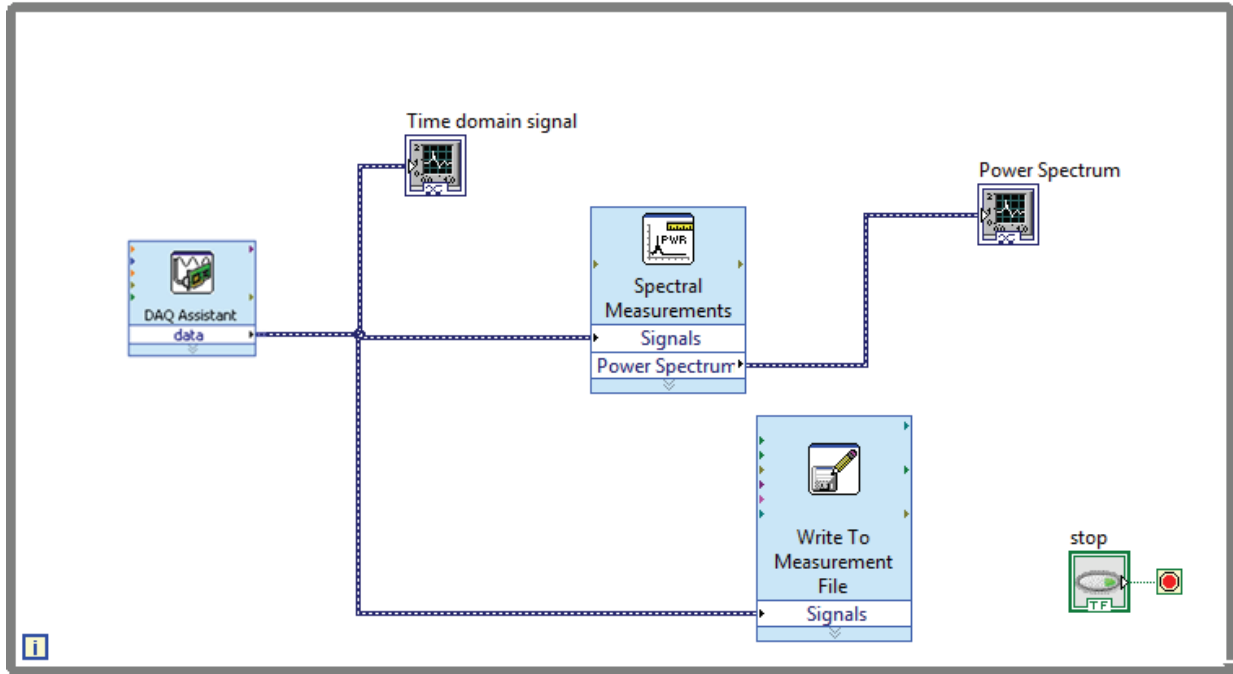 Time domain signal
Power Spectrum
DAQ Assistant
data
PWR
Spectral
Measurements
Signals
Power Spectrum
Write To
Measurement
File
Signals
stop
TF
i